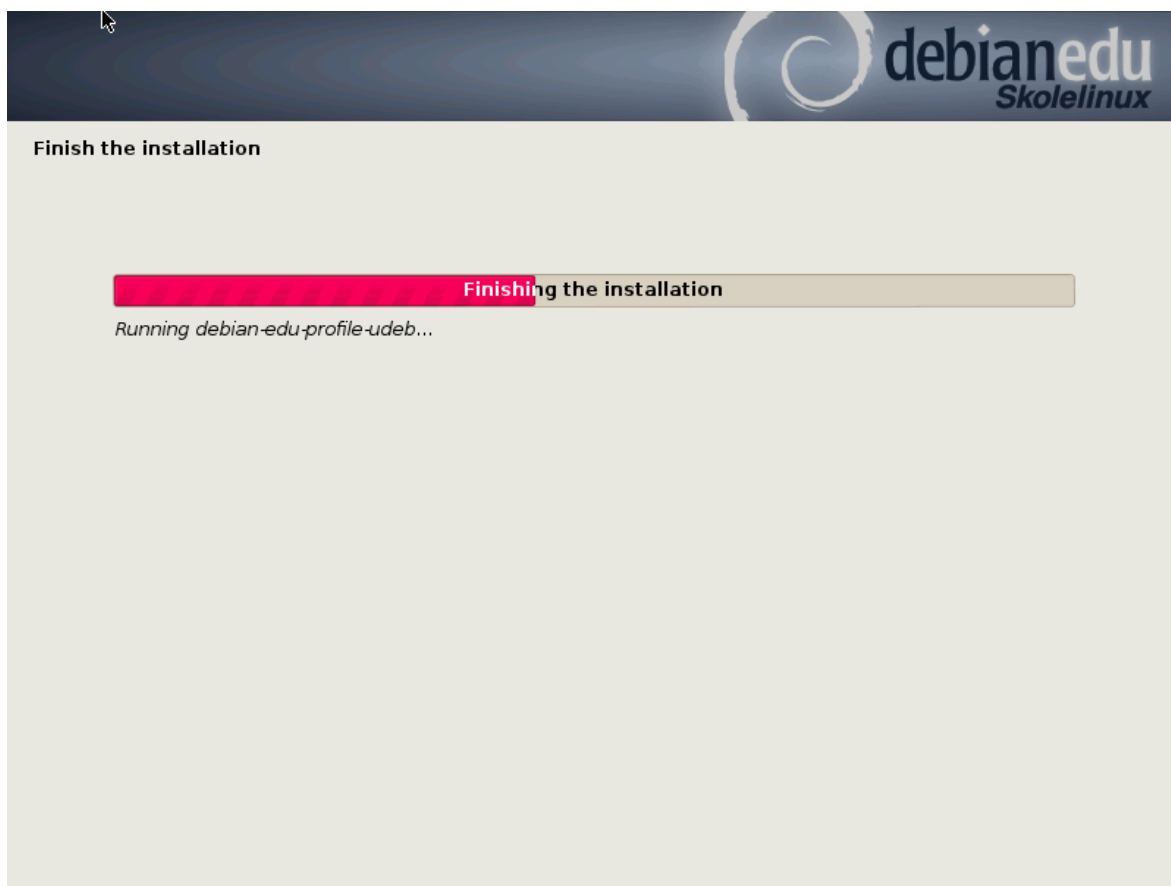 debianedu
Skolelinux
Finish the installation
Finishing the installation
Running debian-edu-profile-udeb...